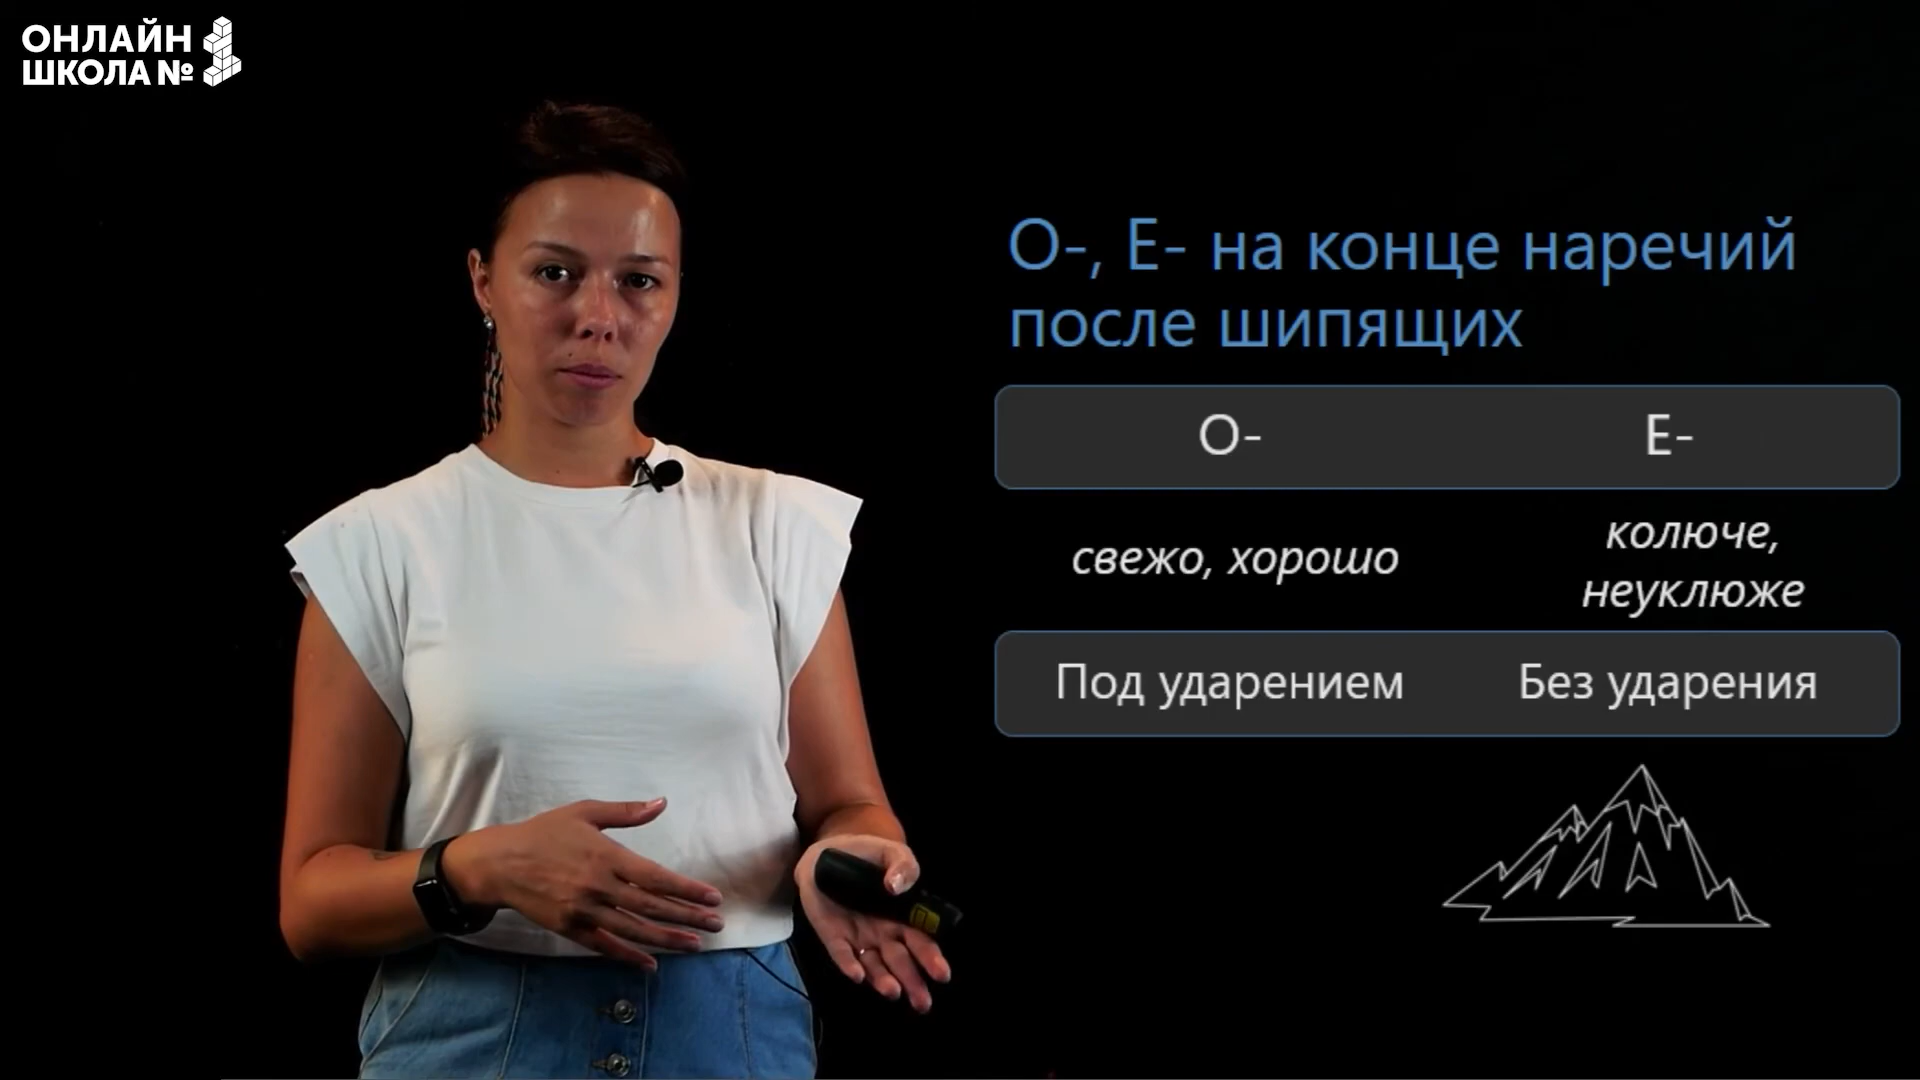 ОНЛАЙН
ШКОЛА №
О-, Е- на конце наречий
после шипящих
О- Е-
свежо, хорошо
колюче,
неуклюже
Под ударением Без ударения